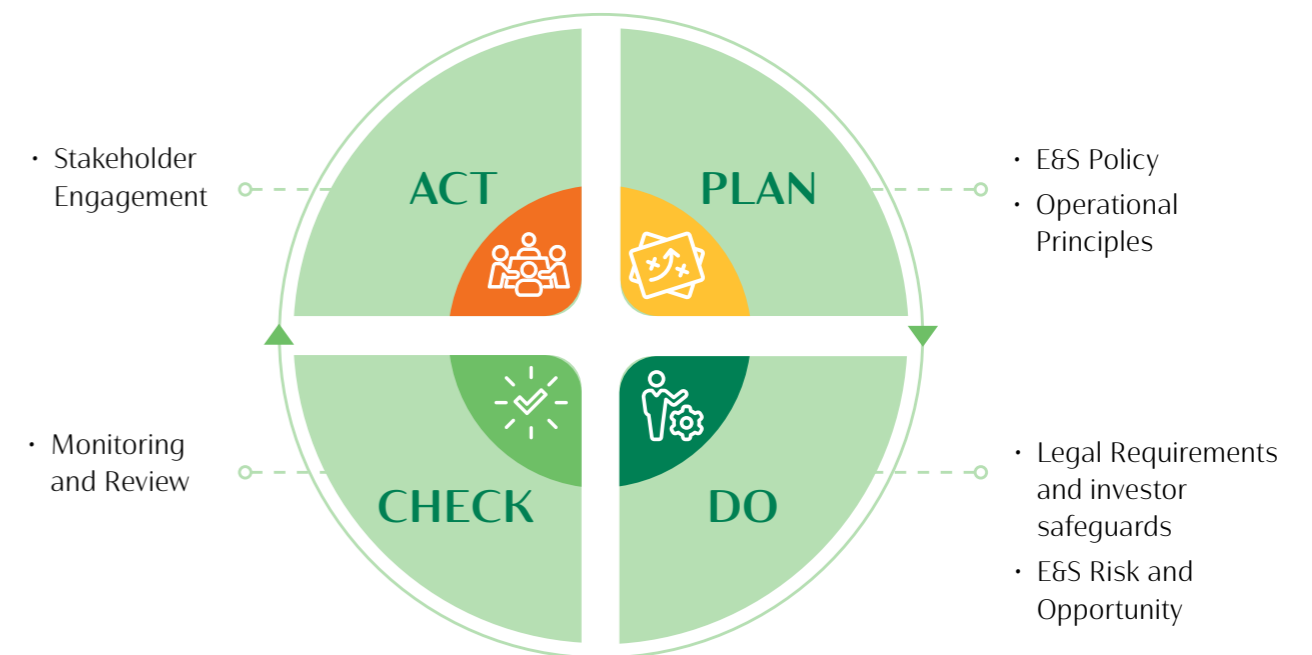 ACT
PLAN
• Stakeholder
Engagement
• E&S Policy
• Operational
Principles
CHECK
DO
• Monitoring
and Review
• Legal Requirements
and investor
safeguards
• E&S Risk and
Opportunity